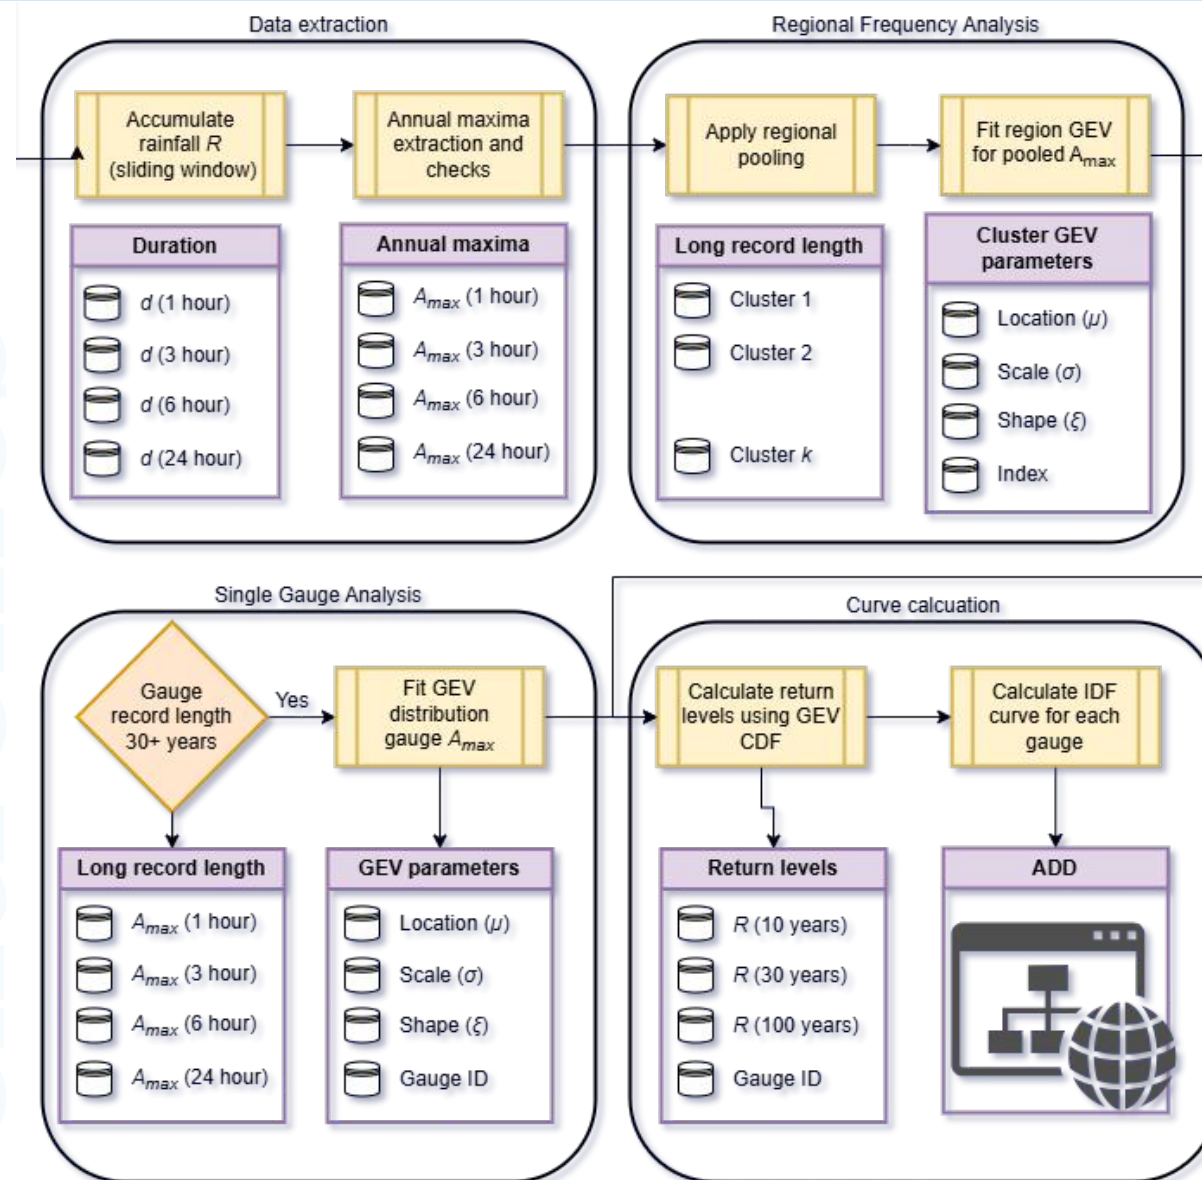 Data extraction
Accumulate
rainfall R
(sliding window)
Annual maxima
extraction and
checks
Duration
d (1 hour)
d (3 hour)
d (6 hour)
d (24 hour)
Annual maxima
Amax (1 hour)
Amax (3 hour)
Amax (6 hour)
Amax (24 hour)
Regional Frequency Analysis
Apply regional
pooling
Fit region GEV
for pooled Amax
Long record length
Cluster 1
Cluster 2
Cluster k
Cluster GEV
parameters
Location (μ)
Scale (σ)
Shape (ξ)
Index
Single Gauge Analysis
Gauge
record length
30+ years
Yes
Fit GEV
distribution
gauge Amax
Long record length
Amax (1 hour)
Amax (3 hour)
Amax (6 hour)
Amax (24 hour)
GEV parameters
Location (μ)
Scale (σ)
Shape (ξ)
Gauge ID
Curve calcuation
Calculate return
levels using GEV
CDF
Calculate IDF
curve for each
gauge
Return levels
R (10 years)
R (30 years)
R (100 years)
Gauge ID
ADD